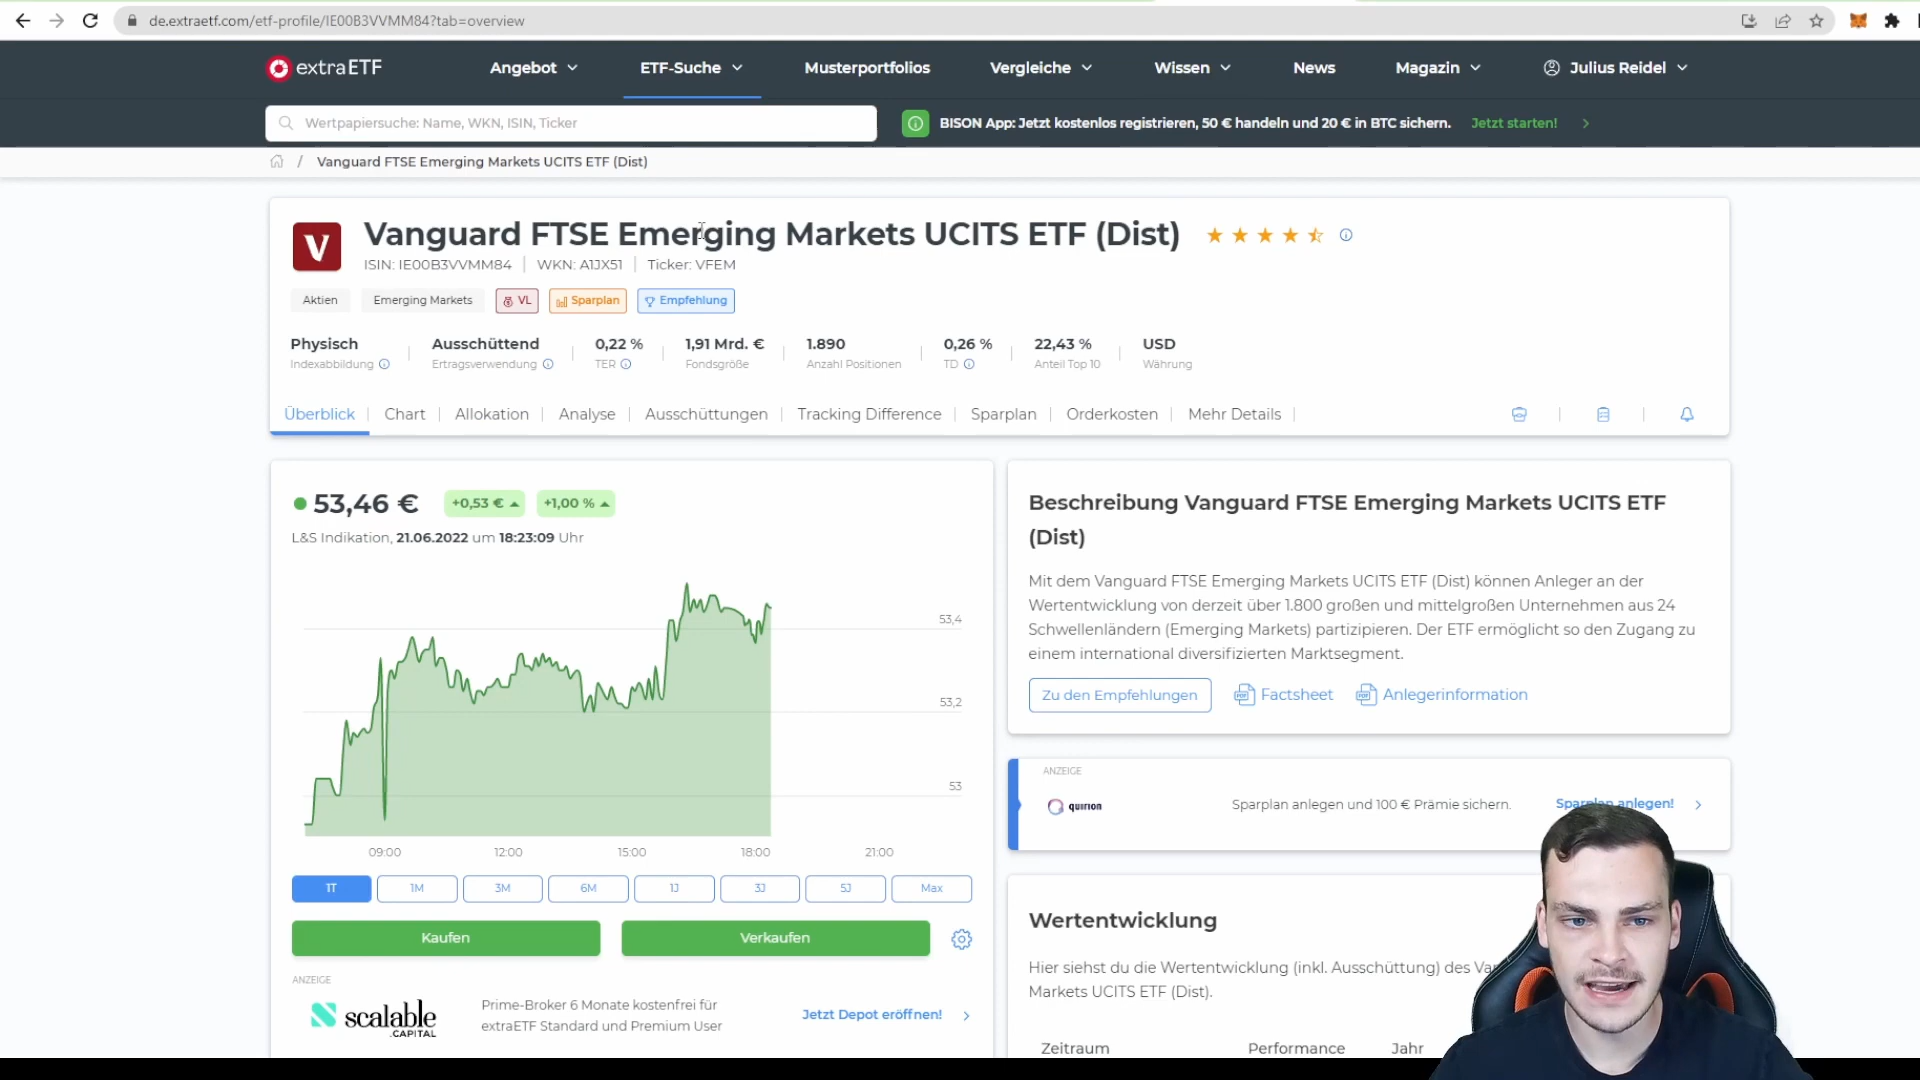 de.extraetf.com/etf-profile/IE00B3VVMM84?tab=overview
extraETF
Angebot
ETF-Suche
Musterportfolios
Vergleiche
Wissen
News
Magazin
Julius Reidel
Wertpapiersuche: Name, WKN, ISIN, Ticker
BISON App: Jetzt kostenlos registrieren, 50 € handeln und 20 € in BTC sichern. Jetzt starten!
/ Vanguard FTSE Emerging Markets UCITS ETF (Dist)
V
Vanguard FTSE Emerging Markets UCITS ETF (Dist)
ISIN: IE00B3VVMM84 | WKN: A1JX51 | Ticker: VFEM
Aktien
Emerging Markets
VL
Sparplan
Empfehlung
Physisch
Indexabbildung
Ausschüttend
Ertragsverwendung
0,22 %
TER
1,91 Mrd. €
Fondsgröße
1.890
Anzahl Positionen
0,26 %
TD
22,43 %
Anteil Top 10
USD
Währung
Überblick
Chart
Allokation
Analyse
Ausschüttungen
Tracking Difference
Sparplan
Orderkosten
Mehr Details
53,46 €
+0,53 €
+1,00 %
L&S Indikation, 21.06.2022 um 18:23:09 Uhr
53,4
53,2
53
09:00
12:00
15:00
18:00
21:00
1T
1M
3M
6M
1J
3J
5J
Max
Kaufen
Verkaufen
ANZEIGE
scalable
.CAPITAL
Prime-Broker 6 Monate kostenfrei für
extraETF Standard und Premium User
Jetzt Depot eröffnen!
Beschreibung Vanguard FTSE Emerging Markets UCITS ETF
(Dist)
Mit dem Vanguard FTSE Emerging Markets UCITS ETF (Dist) können Anleger an der
Wertentwicklung von derzeit über 1.800 großen und mittelgroßen Unternehmen aus 24
Schwellenländern (Emerging Markets) partizipieren. Der ETF ermöglicht so den Zugang zu
einem international diversifizierten Marktsegment.
Zu den Empfehlungen
Factsheet
Anlegerinformation
ANZEIGE
quirion
Sparplan anlegen und 100 € Prämie sichern.
Sparplan anlegen!
Wertentwicklung
Hier siehst du die Wertentwicklung (inkl. Ausschüttung) des
Markets UCITS ETF (Dist).
Zeitraum
Performance
Jahr